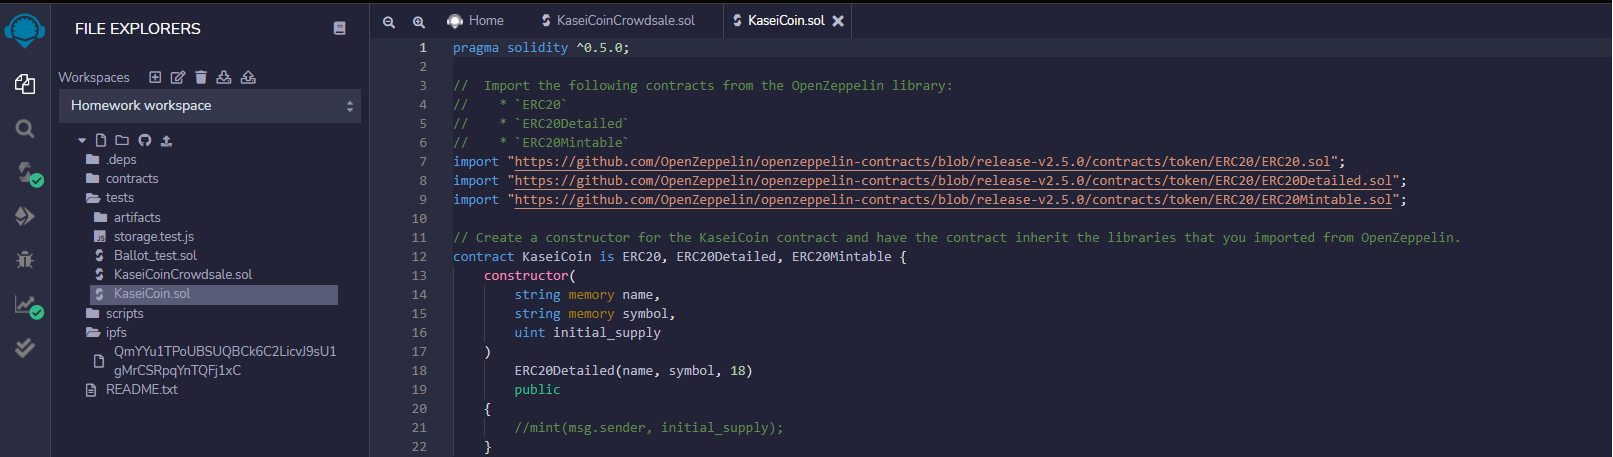 FILE EXPLORERS
Workspaces
Homework workspace
.deps
contracts
tests
artifacts
storage.test.js
Ballot_test.sol
KaseiCoinCrowdsale.sol
KaseiCoin.sol
scripts
ipfs
QmYYu1TPoUBSUQBCk6C2LicvJ9sU1
gMrCSRpqYnTQFj1xC
README.txt
Home KaseiCoinCrowdsale.sol KaseiCoin.sol
1 pragma solidity ^0.5.0;
2
3 //  Import the following contracts from the OpenZeppelin library:
4 //    * `ERC20`
5 //    * `ERC20Detailed`
6 //    * `ERC20Mintable`
7 import "https://github.com/OpenZeppelin/openzeppelin-contracts/blob/release-v2.5.0/contracts/token/ERC20/ERC20.sol";
8 import "https://github.com/OpenZeppelin/openzeppelin-contracts/blob/release-v2.5.0/contracts/token/ERC20/ERC20Detailed.sol";
9 import "https://github.com/OpenZeppelin/openzeppelin-contracts/blob/release-v2.5.0/contracts/token/ERC20/ERC20Mintable.sol";
10
11 // Create a constructor for the KaseiCoin contract and have the contract inherit the libraries that you imported from OpenZeppelin.
12 contract KaseiCoin is ERC20, ERC20Detailed, ERC20Mintable {
13     constructor(
14         string memory name,
15         string memory symbol,
16         uint initial_supply
17     )
18         ERC20Detailed(name, symbol, 18)
19         public
20     {
21         //mint(msg.sender, initial_supply);
22     }